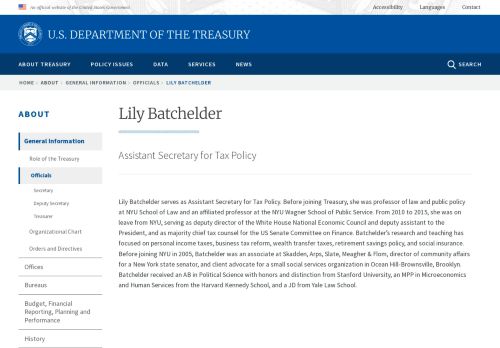 An official website of the United States Government
Accessibility Languages Contact
U.S. DEPARTMENT OF THE TREASURY
ABOUT TREASURY POLICY ISSUES DATA SERVICES NEWS SEARCH
HOME › ABOUT › GENERAL INFORMATION › OFFICIALS › LILY BATCHELDER
ABOUT
General Information
Role of the Treasury
Officials
Secretary
Deputy Secretary
Treasurer
Organizational Chart
Orders and Directives
Offices
Bureaus
Budget, Financial
Reporting, Planning and
Performance
History
Lily Batchelder
Assistant Secretary for Tax Policy
Lily Batchelder serves as Assistant Secretary for Tax Policy. Before joining Treasury, she was professor of law and public policy
at NYU School of Law and an affiliated professor at the NYU Wagner School of Public Service. From 2010 to 2015, she was on
leave from NYU, serving as deputy director of the White House National Economic Council and deputy assistant to the
President, and as majority chief tax counsel for the US Senate Committee on Finance. Batchelder's research and teaching has
focused on personal income taxes, business tax reform, wealth transfer taxes, retirement savings policy, and social insurance.
Before joining NYU in 2005, Batchelder was an associate at Skadden, Arps, Slate, Meagher & Flom, director of community affairs
for a New York state senator, and client advocate for a small social services organization in Ocean Hill-Brownsville, Brooklyn.
Batchelder received an AB in Political Science with honors and distinction from Stanford University, an MPP in Microeconomics
and Human Services from the Harvard Kennedy School, and a JD from Yale Law School.